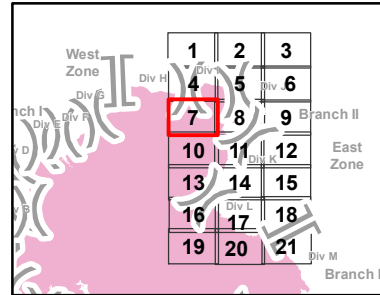 1 2 3
West
Zone
Div H
Div I
4 5 6
Div J
Div G
7 8 9
Branch II
nch I
Div E
Div F
10 11 12
East
Zone
Div D
Div K
13 14 15
Div L
16 17 18
19 20 21
Div M
Branch I